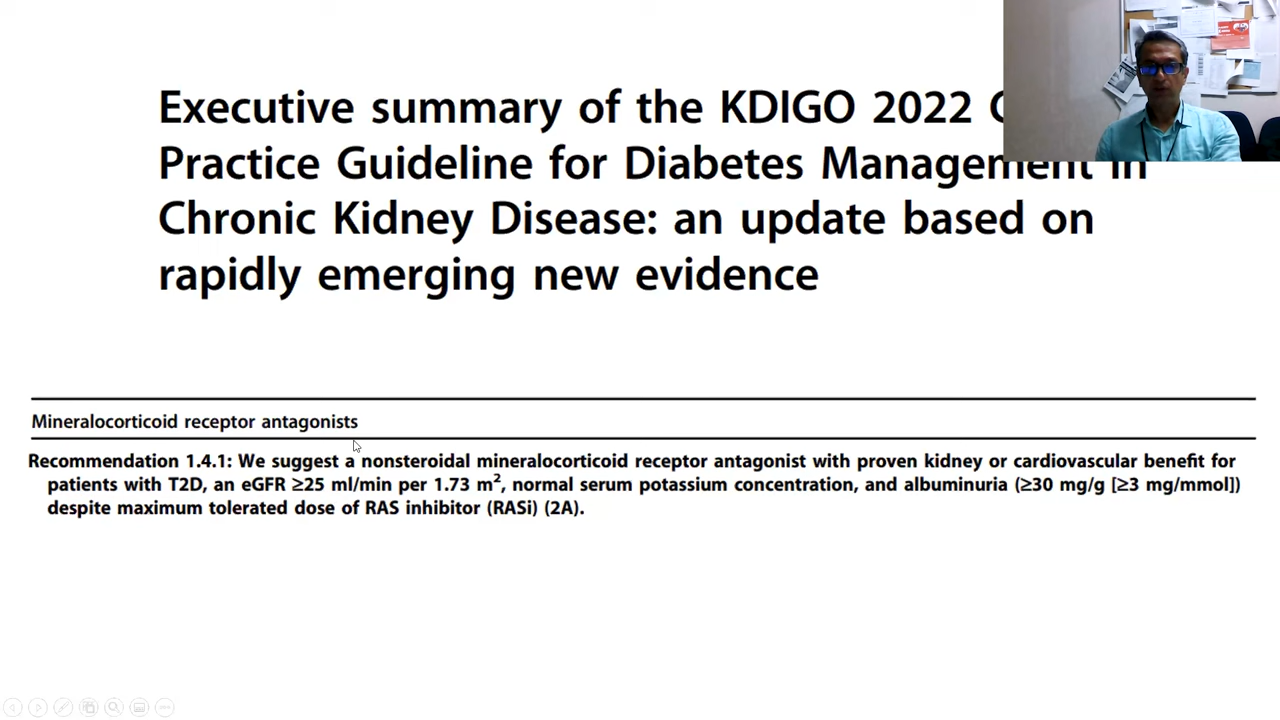 Executive summary of the KDIGO 2022
Practice Guideline for Diabetes Management in
Chronic Kidney Disease: an update based on
rapidly emerging new evidence
Mineralocorticoid receptor antagonists
Recommendation 1.4.1: We suggest a nonsteroidal mineralocorticoid receptor antagonist with proven kidney or cardiovascular benefit for
patients with T2D, an eGFR ≥25 ml/min per 1.73 m², normal serum potassium concentration, and albuminuria (≥30 mg/g [≥3 mg/mmol])
despite maximum tolerated dose of RAS inhibitor (RASi) (2A).